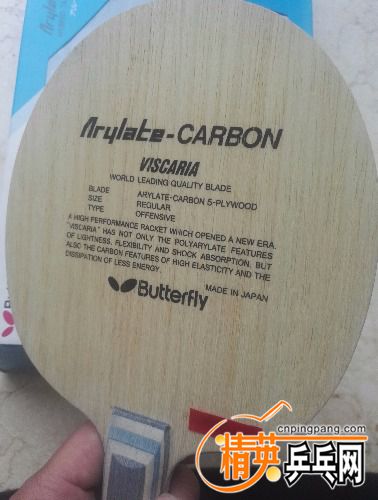 Arylate-CARBON
VISCARIA
WORLD LEADING QUALITY BLADE
BLADE ARYLATE-CARBON 5-PLYWOOD
SIZE REGULAR
TYPE OFFENSIVE
A HIGH PERFORMANCE RACKET WHICH OPENED A NEW ERA.
"VISCARIA" HAS NOT ONLY THE POLYARYLATE FEATURES
OF LIGHTNESS, FLEXIBILITY AND SHOCK ABSORPTION, BUT
ALSO THE CARBON FEATURES OF HIGH ELASTICITY AND THE
DISSIPATION OF LESS ENERGY.
Butterfly MADE IN JAPAN
cnpingpang.com
精英乒乓网